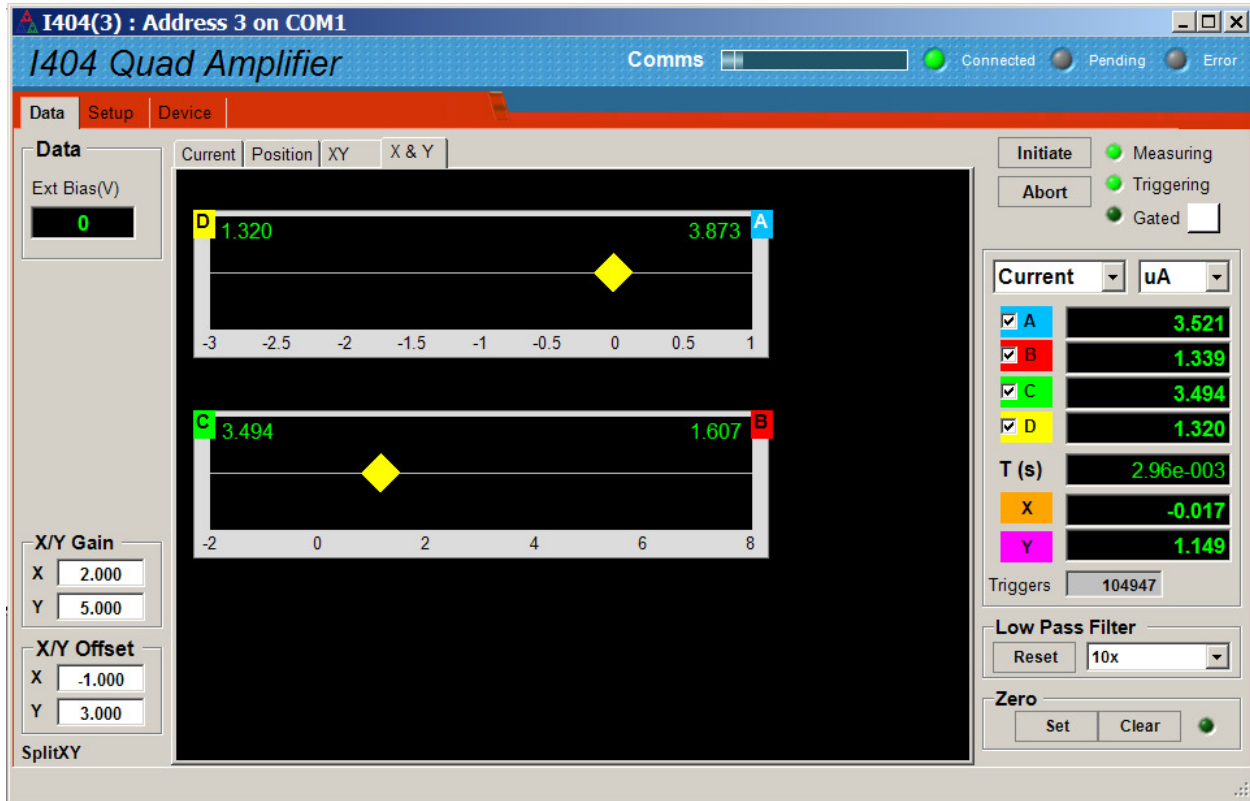 I404(3) : Address 3 on COM1
I404 Quad Amplifier
Comms
Connected
Pending
Error
Data Setup Device
Data
Ext Bias(V)
0
Current Position XY X & Y
D 1.320 3.873 A
-3 -2.5 -2 -1.5 -1 -0.5 0 0.5 1
C 3.494 1.607 B
-2 0 2 4 6 8
X/Y Gain
X 2.000
Y 5.000
X/Y Offset
X -1.000
Y 3.000
SplitXY
Initiate Measuring
Abort Triggering
Gated
Current uA
A 3.521
B 1.339
C 3.494
D 1.320
T (s) 2.96e-003
X -0.017
Y 1.149
Triggers 104947
Low Pass Filter
Reset 10x
Zero
Set Clear